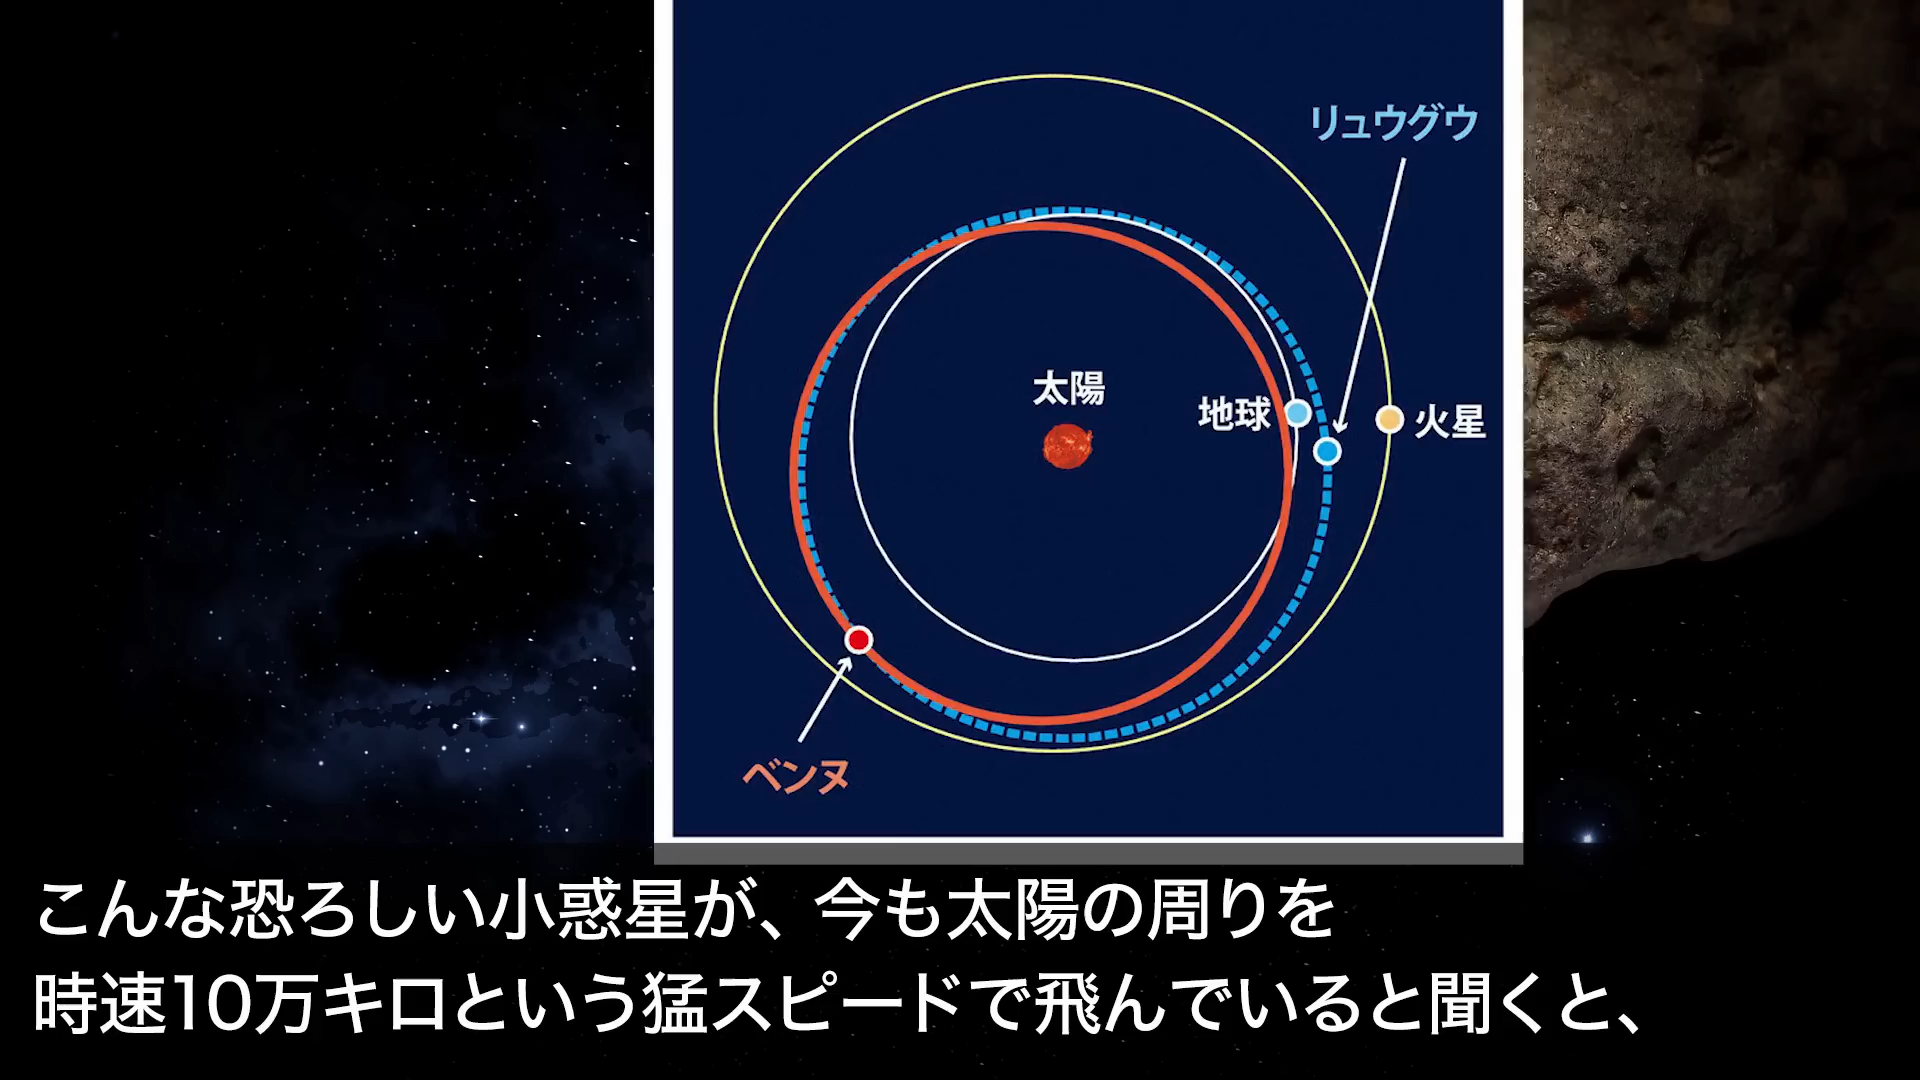 リュウグウ
太陽
地球
火星
ベンヌ
こんな恐ろしい小惑星が、今も太陽の周りを
時速10万キロという猛スピードで飛んでいると聞くと、